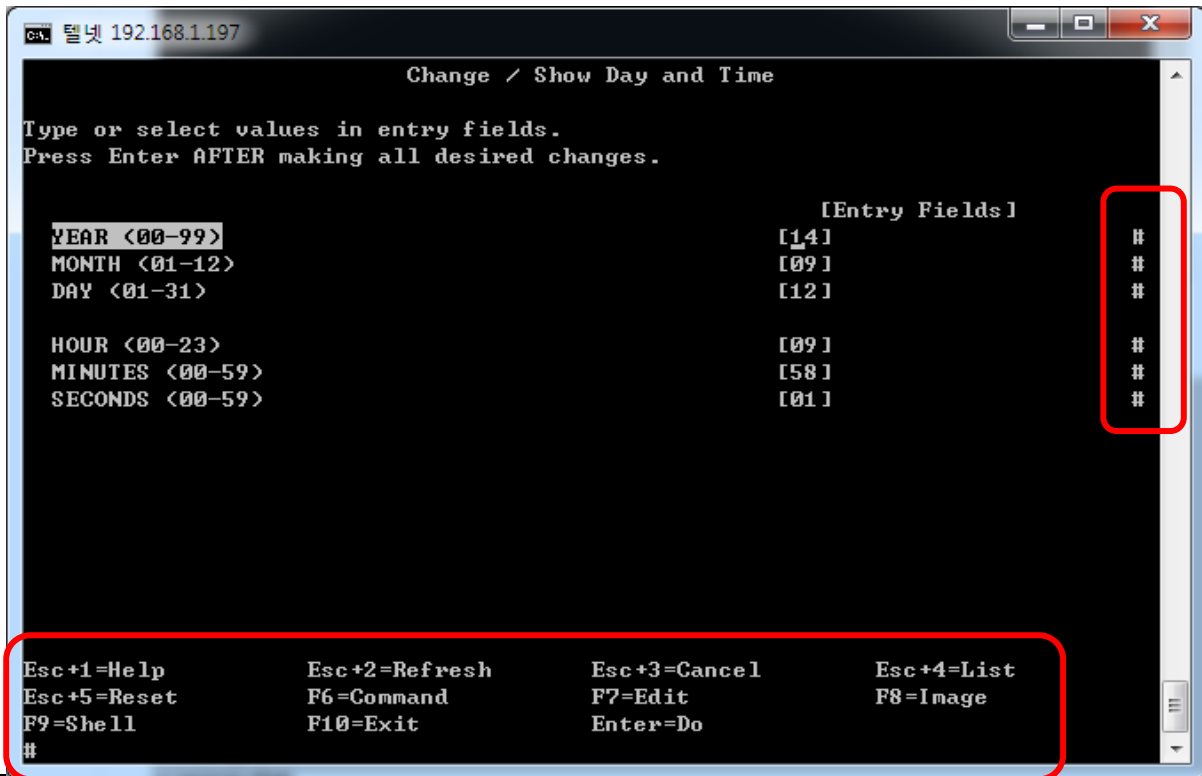 텔넷 192.168.1.197
Change / Show Day and Time
Type or select values in entry fields.
Press Enter AFTER making all desired changes.
[Entry Fields]
YEAR (00-99) [14] #
MONTH (01-12) [09] #
DAY (01-31) [12] #
HOUR (00-23) [09] #
MINUTES (00-59) [58] #
SECONDS (00-59) [01] #
Esc+1=Help Esc+2=Refresh Esc+3=Cancel Esc+4=List
Esc+5=Reset F6=Command F7=Edit F8=Image
F9=Shell F10=Exit Enter=Do
#